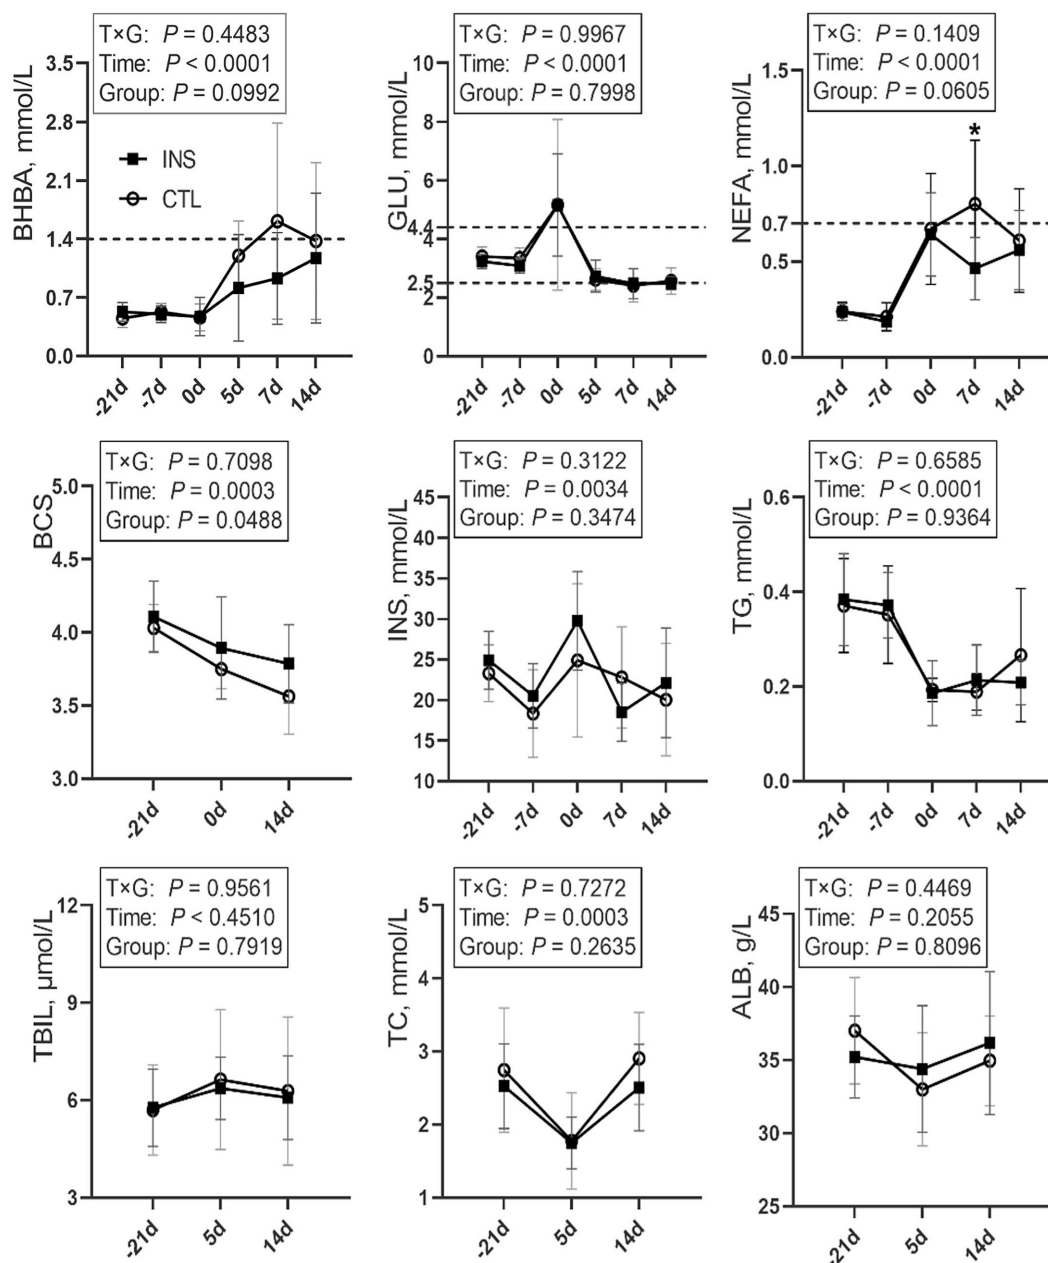 T×G: P = 0.4483
Time: P < 0.0001
Group: P = 0.0992
BHBA, mmol/L
3.5
2.8
2.1
1.4
0.7
0.0
INS
CTL
-21d
-7d
0d
5d
7d
14d
T×G: P = 0.9967
Time: P < 0.0001
Group: P = 0.7998
GLU, mmol/L
10
8
6
4.4
4
2.5
2
0
-21d
-7d
0d
5d
7d
14d
T×G: P = 0.1409
Time: P < 0.0001
Group: P = 0.0605
NEFA, mmol/L
1.5
1.0
0.7
0.5
0.0
*
-21d
-7d
0d
7d
14d
T×G: P = 0.7098
Time: P = 0.0003
Group: P = 0.0488
BCS
5.0
4.5
4.0
3.5
3.0
-21d
0d
14d
T×G: P = 0.3122
Time: P = 0.0034
Group: P = 0.3474
INS, mmol/L
45
40
35
30
25
20
15
10
-21d
-7d
0d
7d
14d
T×G: P = 0.6585
Time: P < 0.0001
Group: P = 0.9364
TG, mmol/L
0.6
0.4
0.2
0.0
-21d
-7d
0d
7d
14d
T×G: P = 0.9561
Time: P < 0.4510
Group: P = 0.7919
TBIL, μmol/L
12
9
6
3
-21d
5d
14d
T×G: P = 0.7272
Time: P = 0.0003
Group: P = 0.2635
TC, mmol/L
5
4
3
2
1
-21d
5d
14d
T×G: P = 0.4469
Time: P = 0.2055
Group: P = 0.8096
ALB, g/L
45
40
35
30
25
-21d
5d
14d